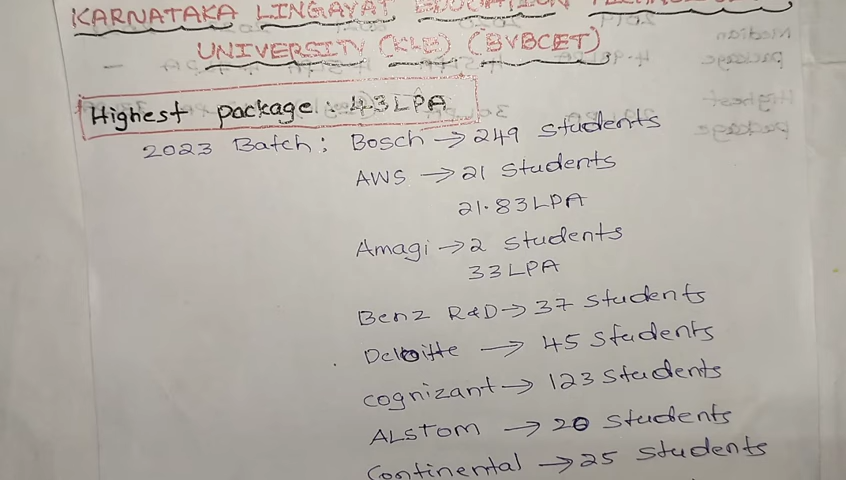 KARNATAKA LINGAYAT EDUCATION
UNIVERSITY (KLE) (BVBCET)
Highest package: 43LPA
2023 Batch: Bosch → 249 students
AWS → 21 students
21.83LPA
Amagi → 2 students
33LPA
Benz R&D → 37 students
Deloitte → 45 students
cognizant → 123 students
ALSTOM → 20 students
Continental → 25 students